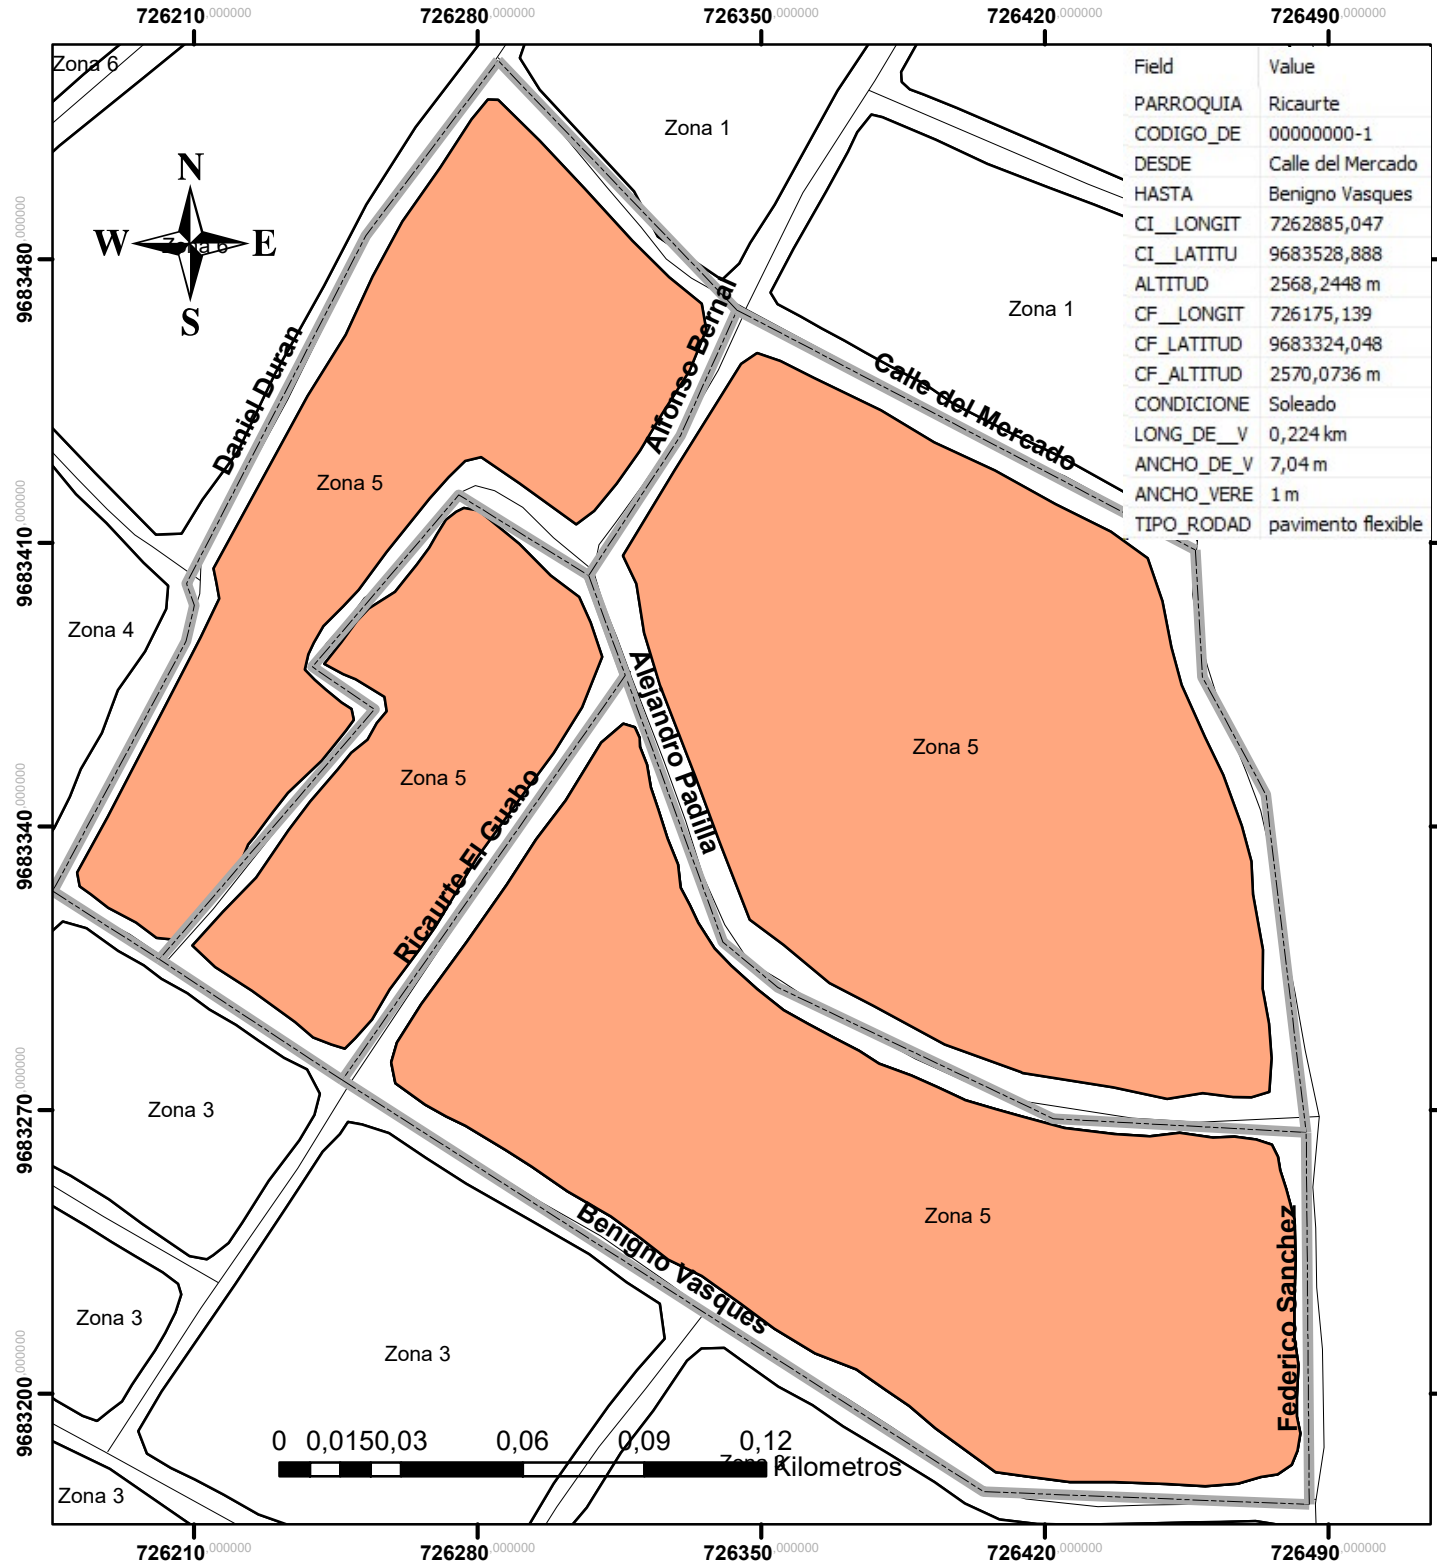 726210,000000 726280,000000 726350,000000 726420,000000 726490,000000
Zona 6
Zona 1
Field Value
PARROQUIA Ricaurte
CODIGO_DE 00000000-1
DESDE Calle del Mercado
HASTA Benigno Vasques
CI__LONGIT 7262885,047
CI__LATITU 9683528,888
ALTITUD 2568,2448 m
CF__LONGIT 726175,139
CF_LATITUD 9683324,048
CF_ALTITUD 2570,0736 m
CONDICIONE Soleado
LONG_DE__V 0,224 km
ANCHO_DE_V 7,04 m
ANCHO_VERE 1 m
TIPO_RODAD pavimento flexible
N
W E
Zona 6
S
9683480,000000
Zona 1
Daniel Duran
Alfonso Bernal
Calle del Mercado
Zona 5
9683410,000000
Zona 4
Alejandro Padilla
Zona 5
Zona 5
Ricaurte-El Guabo
9683340,000000
9683270,000000
Zona 3
Zona 5
Benigno Vasques
Federico Sanchez
Zona 3
Zona 3
9683200,000000
0 0,015 0,03 0,06 0,09 0,12
Zona 3
Kilometros
Zona 3
726210,000000 726280,000000 726350,000000 726420,000000 726490,000000